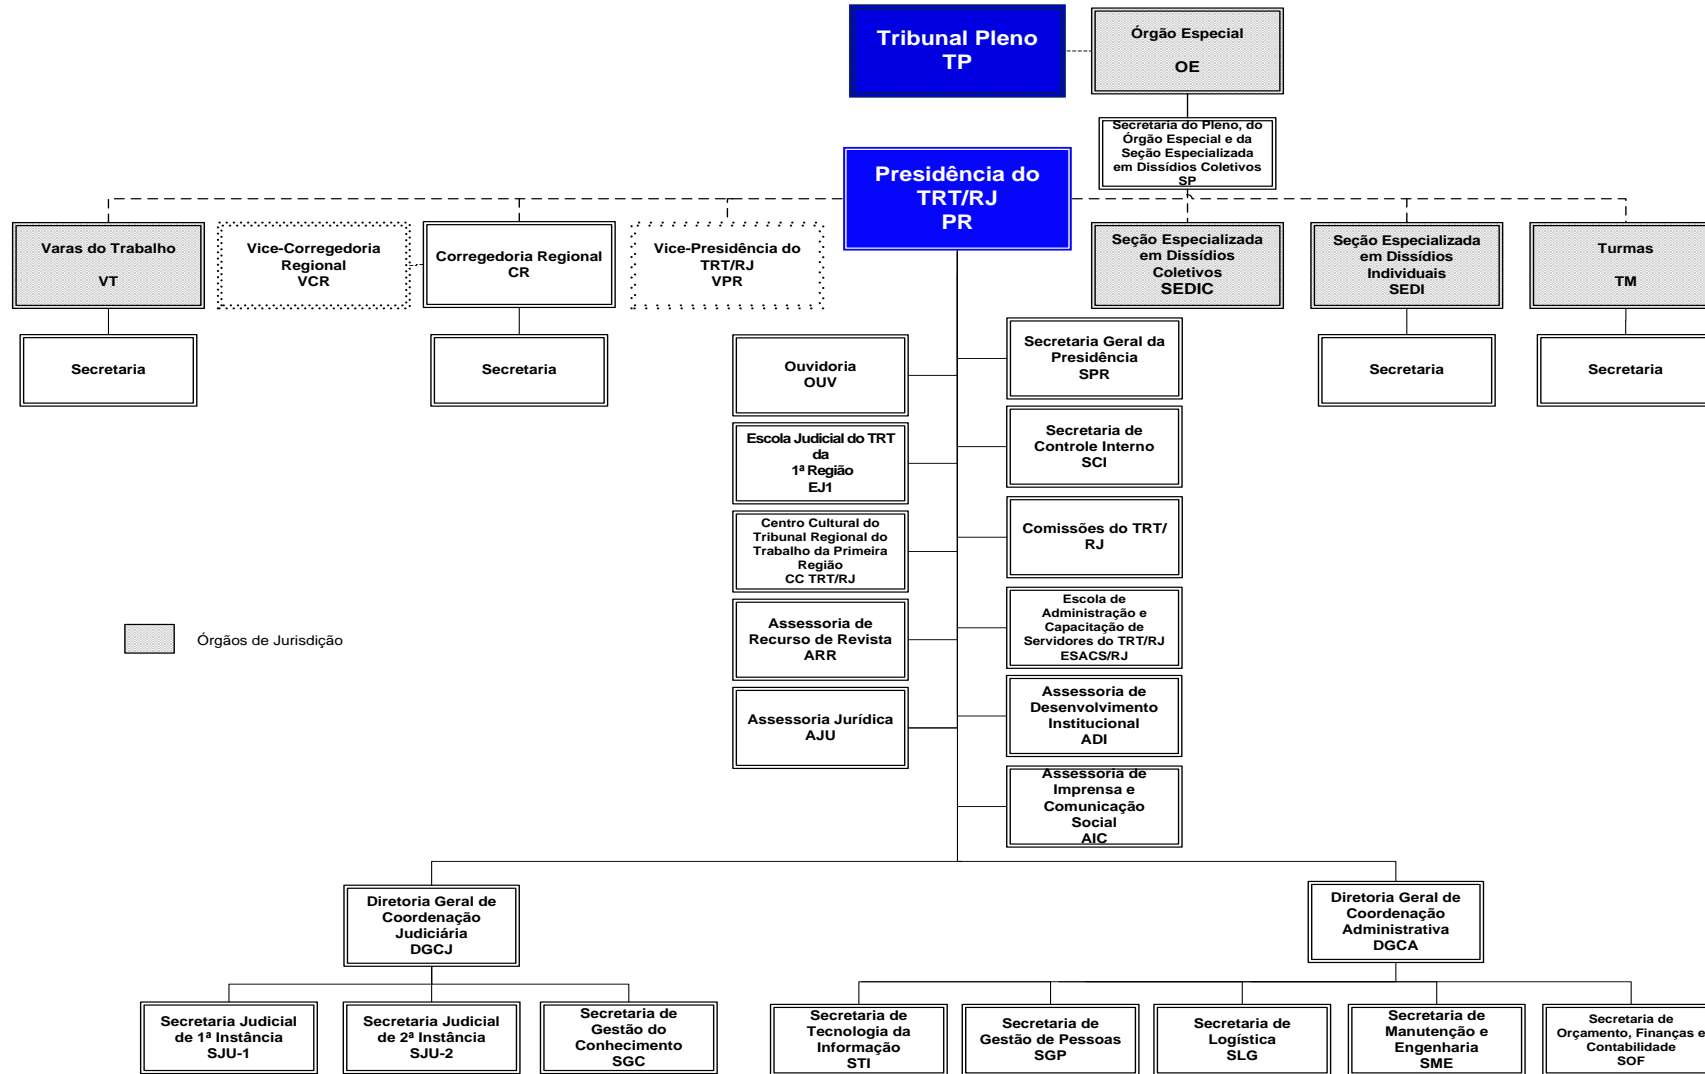 Tribunal Pleno
TP
Órgão Especial
OE
Secretaria do Pleno, do
Órgão Especial e da
Seção Especializada
em Dissídios Coletivos
SP
Presidência do
TRT/RJ
PR
Varas do Trabalho
VT
Vice-Corregedoria
Regional
VCR
Corregedoria Regional
CR
Vice-Presidência do
TRT/RJ
VPR
Seção Especializada
em Dissídios
Coletivos
SEDIC
Seção Especializada
em Dissídios
Individuais
SEDI
Turmas
TM
Secretaria
Secretaria
Secretaria
Secretaria
Ouvidoria
OUV
Secretaria Geral da
Presidência
SPR
Escola Judicial do TRT
da
1ª Região
EJ1
Secretaria de
Controle Interno
SCI
Centro Cultural do
Tribunal Regional do
Trabalho da Primeira
Região
CC TRT/RJ
Comissões do TRT/
RJ
Assessoria de
Recurso de Revista
ARR
Escola de
Administração e
Capacitação de
Servidores do TRT/RJ
ESACS/RJ
Órgãos de Jurisdição
Assessoria Jurídica
AJU
Assessoria de
Desenvolvimento
Institucional
ADI
Assessoria de
Imprensa e
Comunicação
Social
AIC
Diretoria Geral de
Coordenação
Judiciária
DGCJ
Diretoria Geral de
Coordenação
Administrativa
DGCA
Secretaria Judicial
de 1ª Instância
SJU-1
Secretaria Judicial
de 2ª Instância
SJU-2
Secretaria de
Gestão do
Conhecimento
SGC
Secretaria de
Tecnologia da
Informação
STI
Secretaria de
Gestão de Pessoas
SGP
Secretaria de
Logística
SLG
Secretaria de
Manutenção e
Engenharia
SME
Secretaria de
Orçamento, Finanças e
Contabilidade
SOF